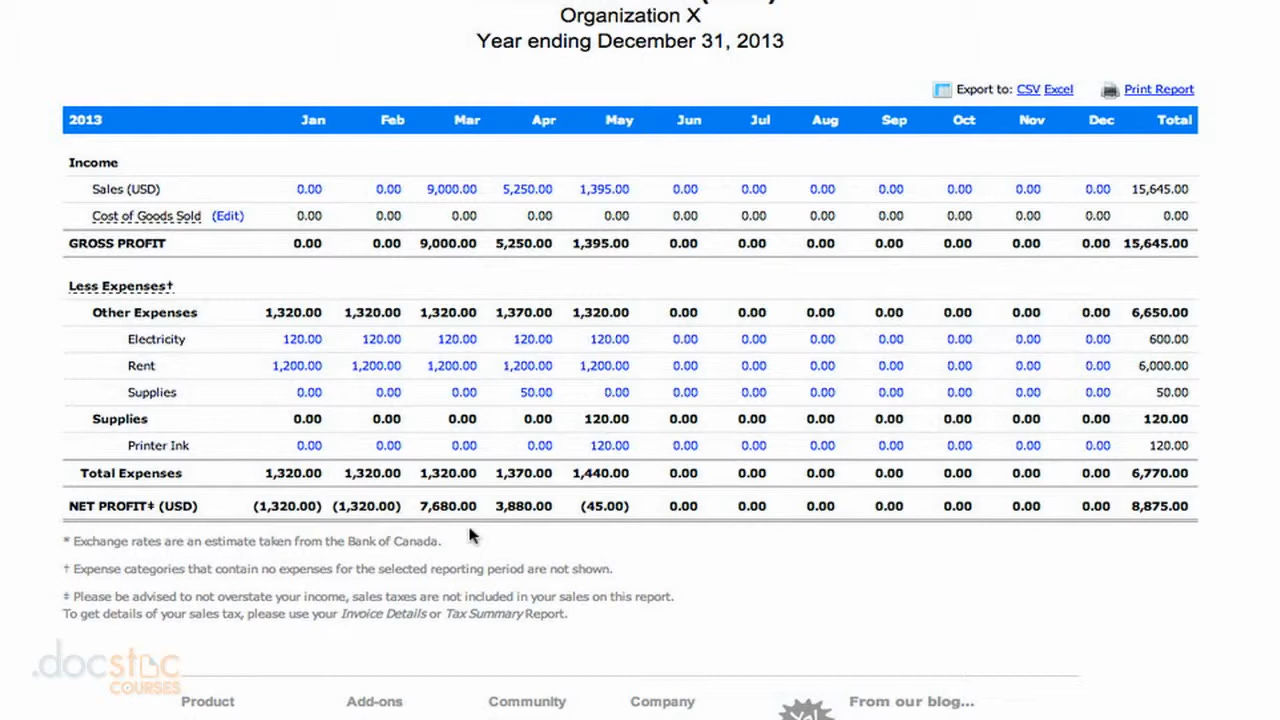 Organization X
Year ending December 31, 2013
Export to: CSV Excel Print Report
2013 Jan Feb Mar Apr May Jun Jul Aug Sep Oct Nov Dec Total
Income
Sales (USD) 0.00 0.00 9,000.00 5,250.00 1,395.00 0.00 0.00 0.00 0.00 0.00 0.00 0.00 15,645.00
Cost of Goods Sold (Edit) 0.00 0.00 0.00 0.00 0.00 0.00 0.00 0.00 0.00 0.00 0.00 0.00 0.00
GROSS PROFIT 0.00 0.00 9,000.00 5,250.00 1,395.00 0.00 0.00 0.00 0.00 0.00 0.00 0.00 15,645.00
Less Expenses†
Other Expenses 1,320.00 1,320.00 1,320.00 1,370.00 1,320.00 0.00 0.00 0.00 0.00 0.00 0.00 0.00 6,650.00
Electricity 120.00 120.00 120.00 120.00 120.00 0.00 0.00 0.00 0.00 0.00 0.00 0.00 600.00
Rent 1,200.00 1,200.00 1,200.00 1,200.00 1,200.00 0.00 0.00 0.00 0.00 0.00 0.00 0.00 6,000.00
Supplies 0.00 0.00 0.00 50.00 0.00 0.00 0.00 0.00 0.00 0.00 0.00 0.00 50.00
Supplies 0.00 0.00 0.00 0.00 120.00 0.00 0.00 0.00 0.00 0.00 0.00 0.00 120.00
Printer Ink 0.00 0.00 0.00 0.00 120.00 0.00 0.00 0.00 0.00 0.00 0.00 0.00 120.00
Total Expenses 1,320.00 1,320.00 1,320.00 1,370.00 1,440.00 0.00 0.00 0.00 0.00 0.00 0.00 0.00 6,770.00
NET PROFIT‡ (USD) (1,320.00) (1,320.00) 7,680.00 3,880.00 (45.00) 0.00 0.00 0.00 0.00 0.00 0.00 0.00 8,875.00
* Exchange rates are an estimate taken from the Bank of Canada.
† Expense categories that contain no expenses for the selected reporting period are not shown.
‡ Please be advised to not overstate your income, sales taxes are not included in your sales on this report.
To get details of your sales tax, please use your Invoice Details or Tax Summary Report.
.docstoc
COURSES
Product Add-ons Community Company From our blog...